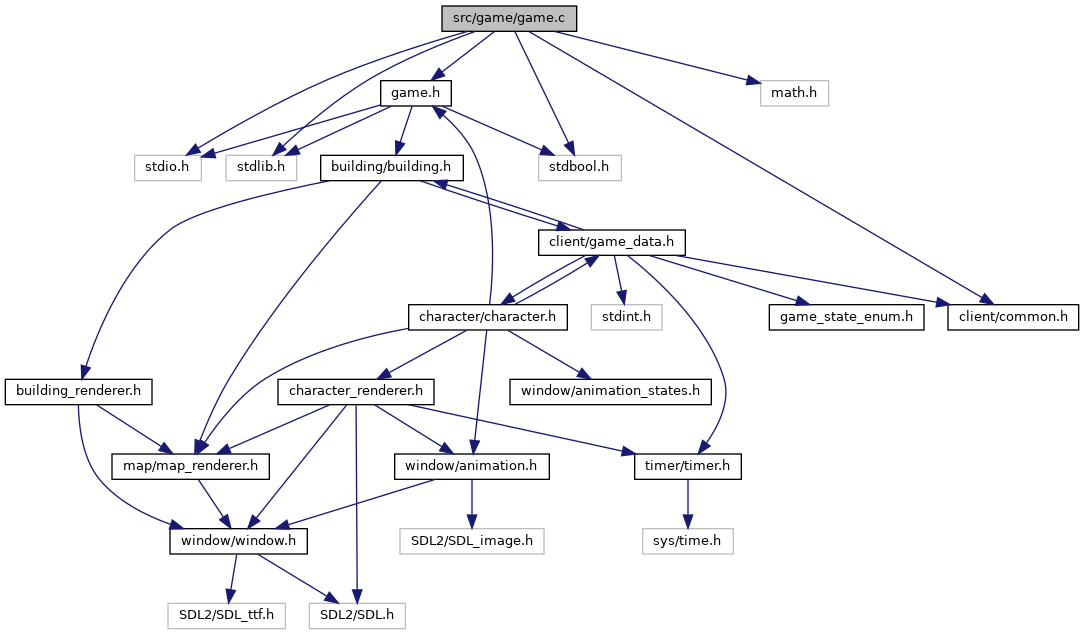 src/game/game.c
game.h
math.h
stdio.h
stdlib.h
building/building.h
stdbool.h
client/game_data.h
character/character.h
stdint.h
game_state_enum.h
client/common.h
building_renderer.h
character_renderer.h
window/animation_states.h
map/map_renderer.h
window/animation.h
timer/timer.h
window/window.h
SDL2/SDL_image.h
sys/time.h
SDL2/SDL_ttf.h
SDL2/SDL.h